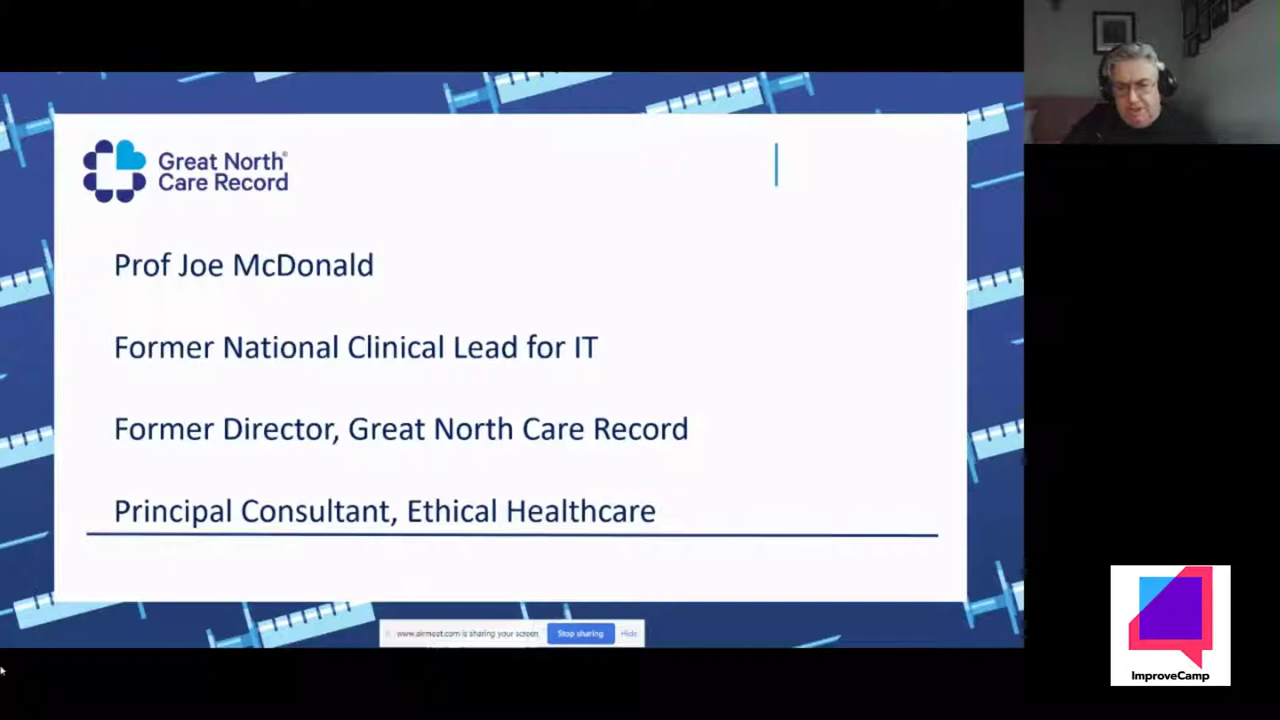 Great North®
Care Record
Prof Joe McDonald
Former National Clinical Lead for IT
Former Director, Great North Care Record
Principal Consultant, Ethical Healthcare
www.airmeet.com is sharing your screen. Stop sharing Hide
ImproveCamp